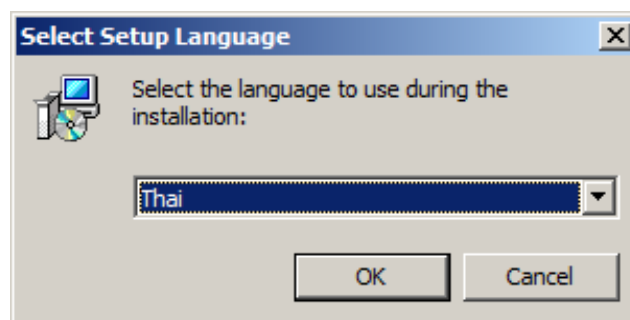 Select Setup Language
Select the language to use during the
installation:
Thai
OK
Cancel